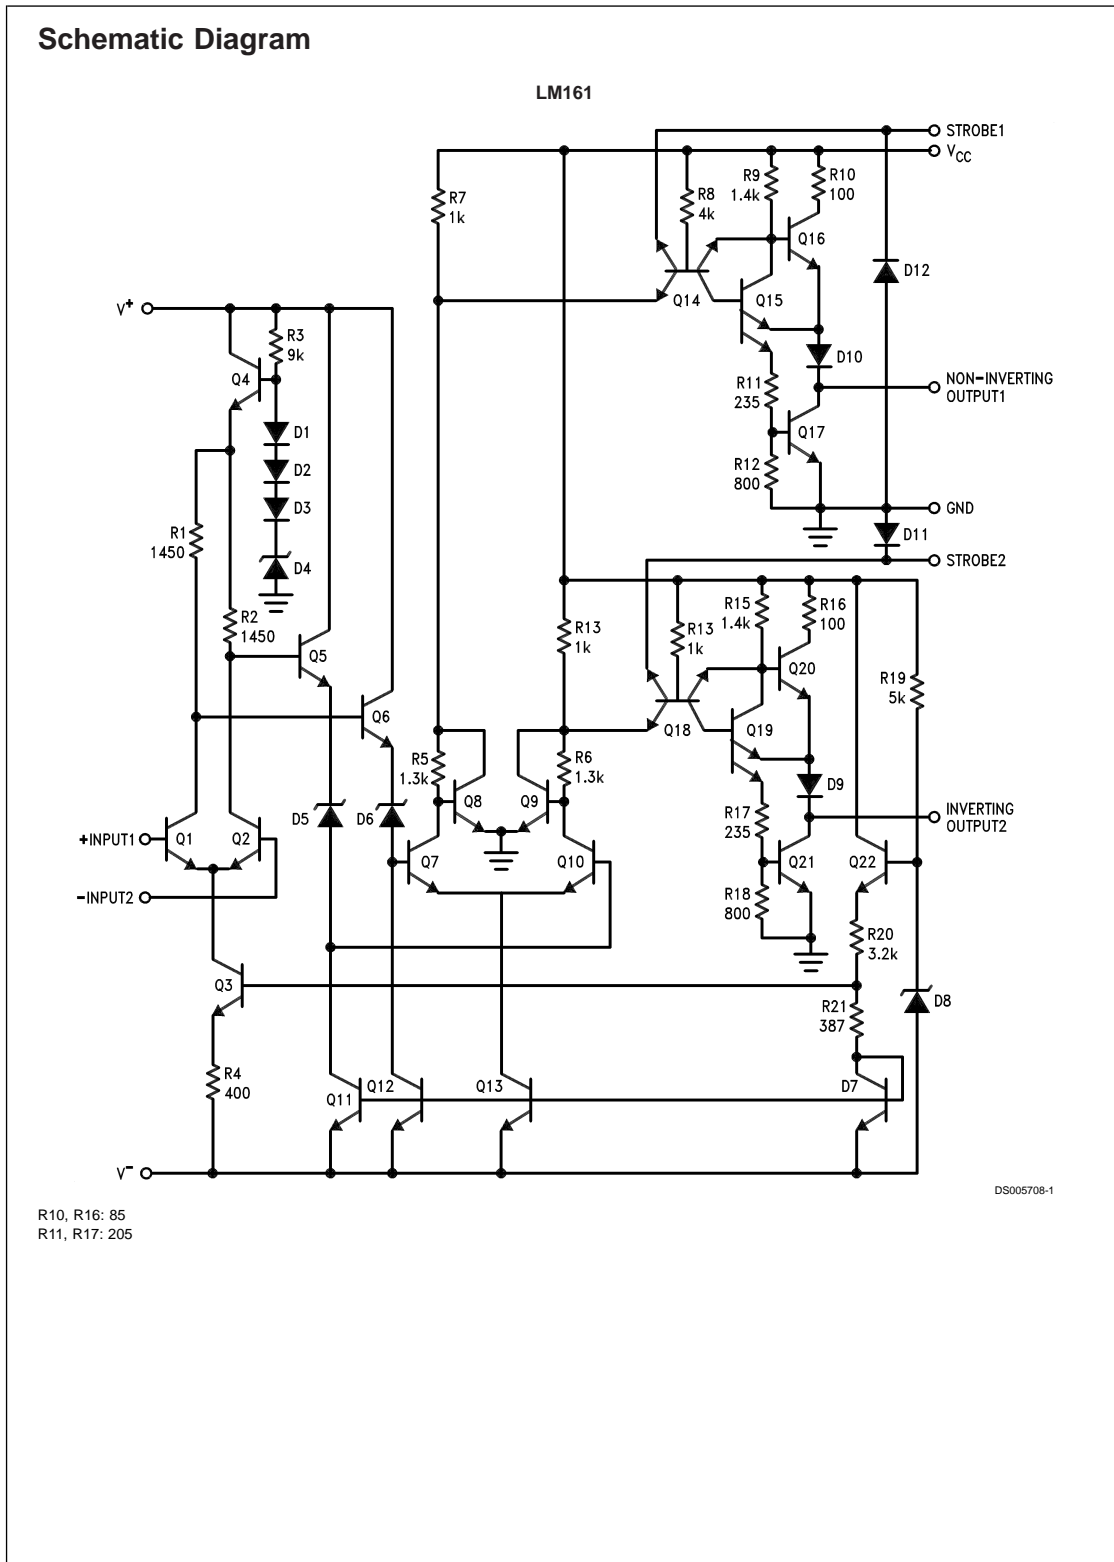 Schematic Diagram
LM161
STROBE1
VCC
R7
1k
R8
4k
R9
1.4k
R10
100
Q16
Q14
Q15
D12
D10
NON-INVERTING
OUTPUT1
R11
235
Q17
R12
800
GND
D11
STROBE2
V+
R3
9k
Q4
D1
D2
D3
D4
R1
1450
R2
1450
Q5
Q6
R13
1k
R13
1k
R15
1.4k
R16
100
Q20
Q18
Q19
R19
5k
R5
1.3k
Q8
Q9
R6
1.3k
D9
D5
D6
R17
235
INVERTING
OUTPUT2
+INPUT1
Q1
Q2
Q7
Q10
Q21
Q22
-INPUT2
R18
800
R20
3.2k
Q3
R21
387
D8
R4
400
Q11
Q12
Q13
D7
V-
DS005708-1
R10, R16: 85
R11, R17: 205